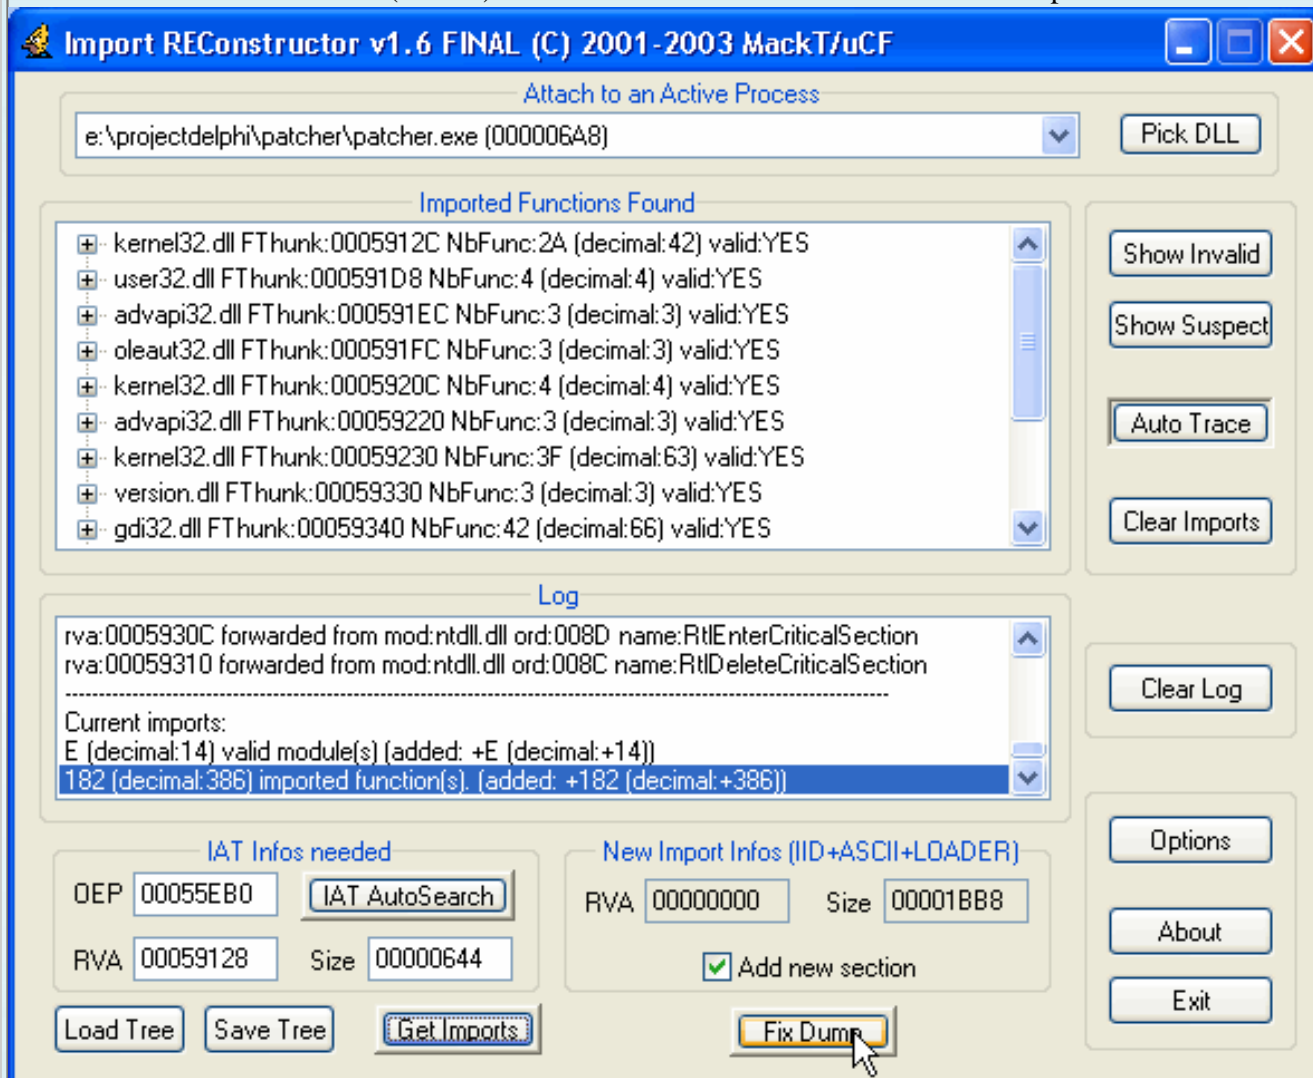 Import REConstructor v1.6 FINAL (C) 2001-2003 MackT/uCF
Attach to an Active Process
e:\projectdelphi\patcher\patcher.exe (000006A8)
Pick DLL
Imported Functions Found
kernel32.dll FThunk:0005912C NbFunc:2A (decimal:42) valid:YES
user32.dll FThunk:000591D8 NbFunc:4 (decimal:4) valid:YES
advapi32.dll FThunk:000591EC NbFunc:3 (decimal:3) valid:YES
oleaut32.dll FThunk:000591FC NbFunc:3 (decimal:3) valid:YES
kernel32.dll FThunk:0005920C NbFunc:4 (decimal:4) valid:YES
advapi32.dll FThunk:00059220 NbFunc:3 (decimal:3) valid:YES
kernel32.dll FThunk:00059230 NbFunc:3F (decimal:63) valid:YES
version.dll FThunk:00059330 NbFunc:3 (decimal:3) valid:YES
gdi32.dll FThunk:00059340 NbFunc:42 (decimal:66) valid:YES
Show Invalid
Show Suspect
Auto Trace
Clear Imports
Log
rva:0005930C forwarded from mod:ntdll.dll ord:008D name:RtlEnterCriticalSection
rva:00059310 forwarded from mod:ntdll.dll ord:008C name:RtlDeleteCriticalSection
---------------------------------------------------------------------------------------------------------------------------
Current imports:
E (decimal:14) valid module(s) (added: +E (decimal:+14))
182 (decimal:386) imported function(s). (added: +182 (decimal:+386))
Clear Log
IAT Infos needed
OEP 00055EB0 IAT AutoSearch
RVA 00059128 Size 00000644
New Import Infos (IID+ASCII+LOADER)
RVA 00000000 Size 00001BB8
Add new section
Options
About
Exit
Load Tree Save Tree Get Imports Fix Dump